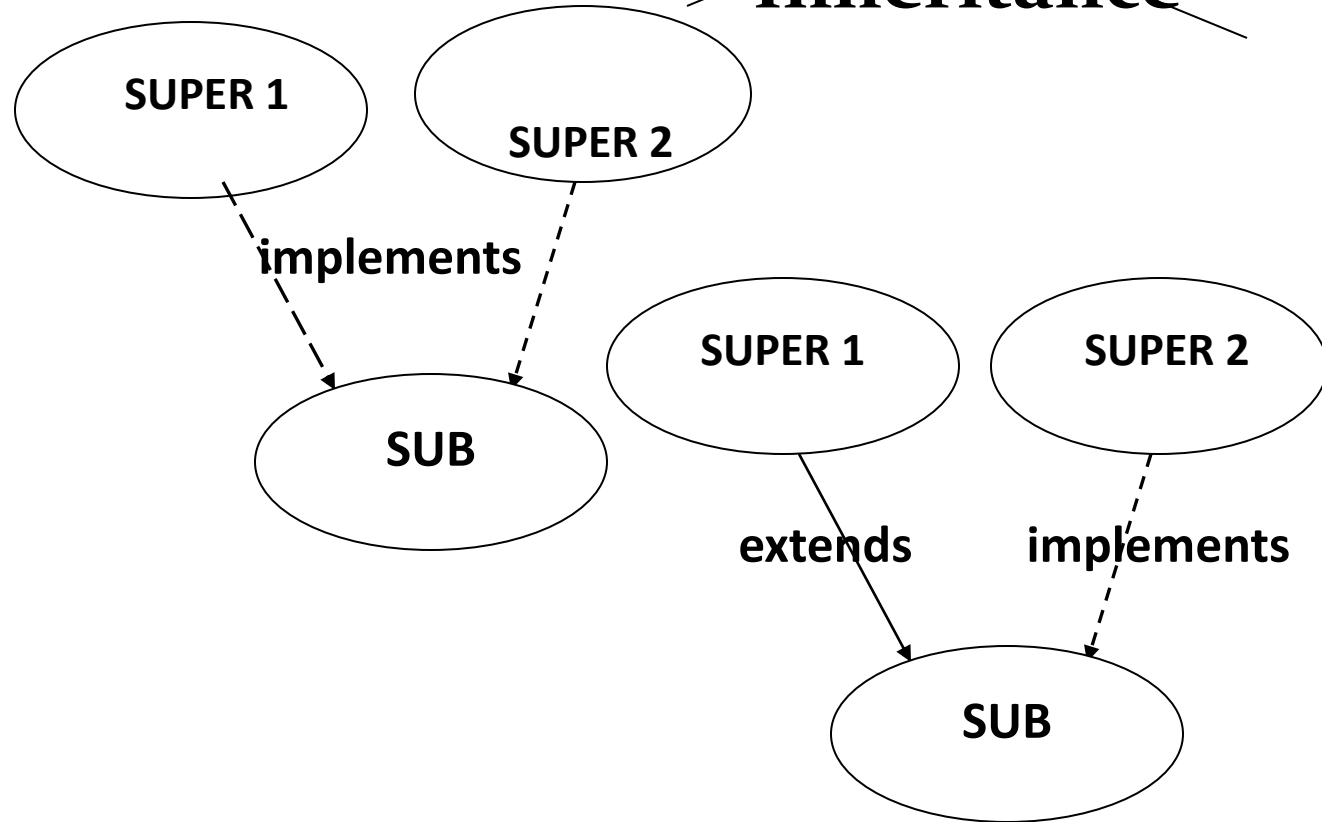 Inheritance
SUPER 1
SUPER 2
implements
SUB
SUPER 1
SUPER 2
extends
implements
SUB